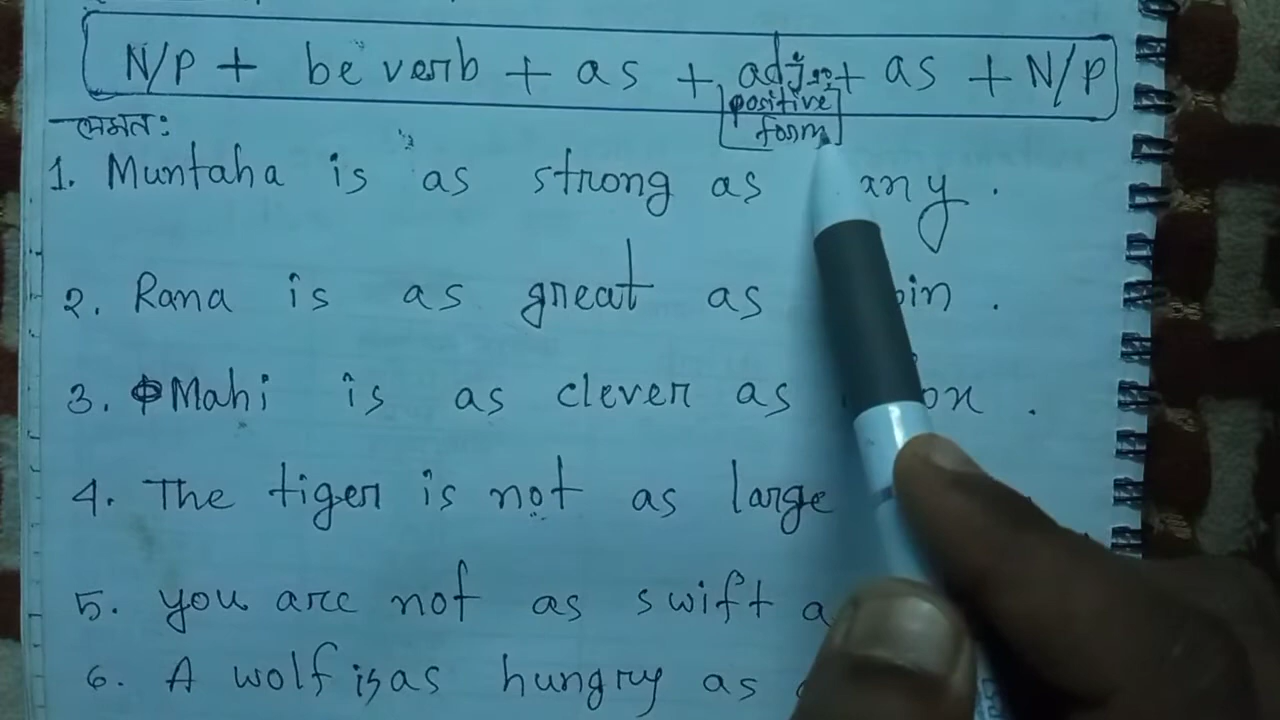 N/P + be verb + as + adj. + as + N/P
positive
form
যেমন:
1. Muntaha is as strong as
2. Rana is as great as
3. Mahi is as clever as
4. The tiger is not as large
5. you are not as swift
6. A wolf is as hungry as